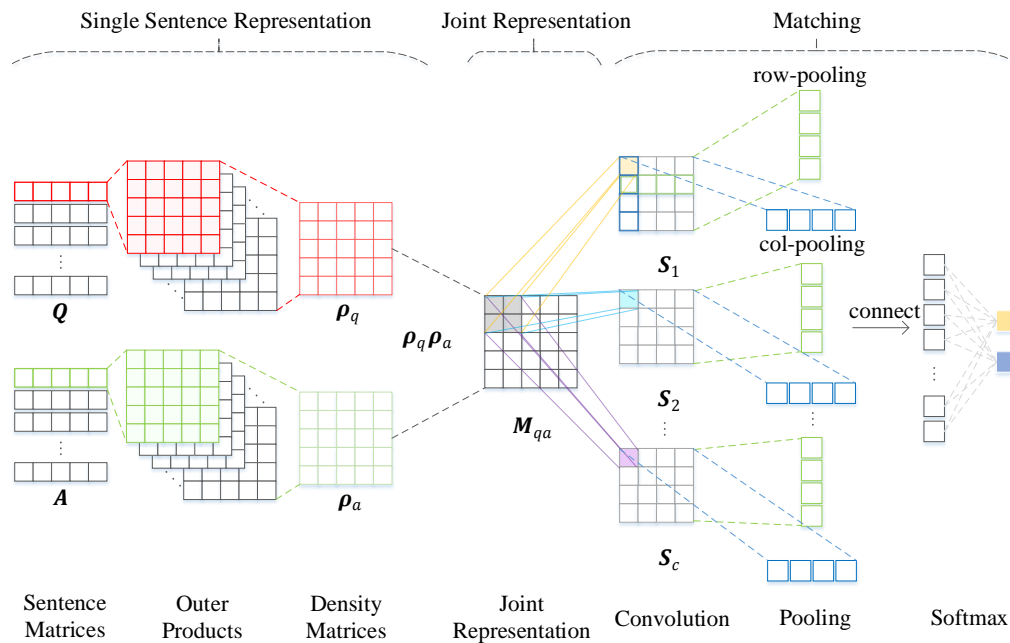 Single Sentence Representation
Joint Representation
Matching
row-pooling
col-pooling
Q
ρq
S1
ρqρa
connect
Mqa
S2
A
ρa
Sc
Sentence
Matrices
Outer
Products
Density
Matrices
Joint
Representation
Convolution
Pooling
Softmax